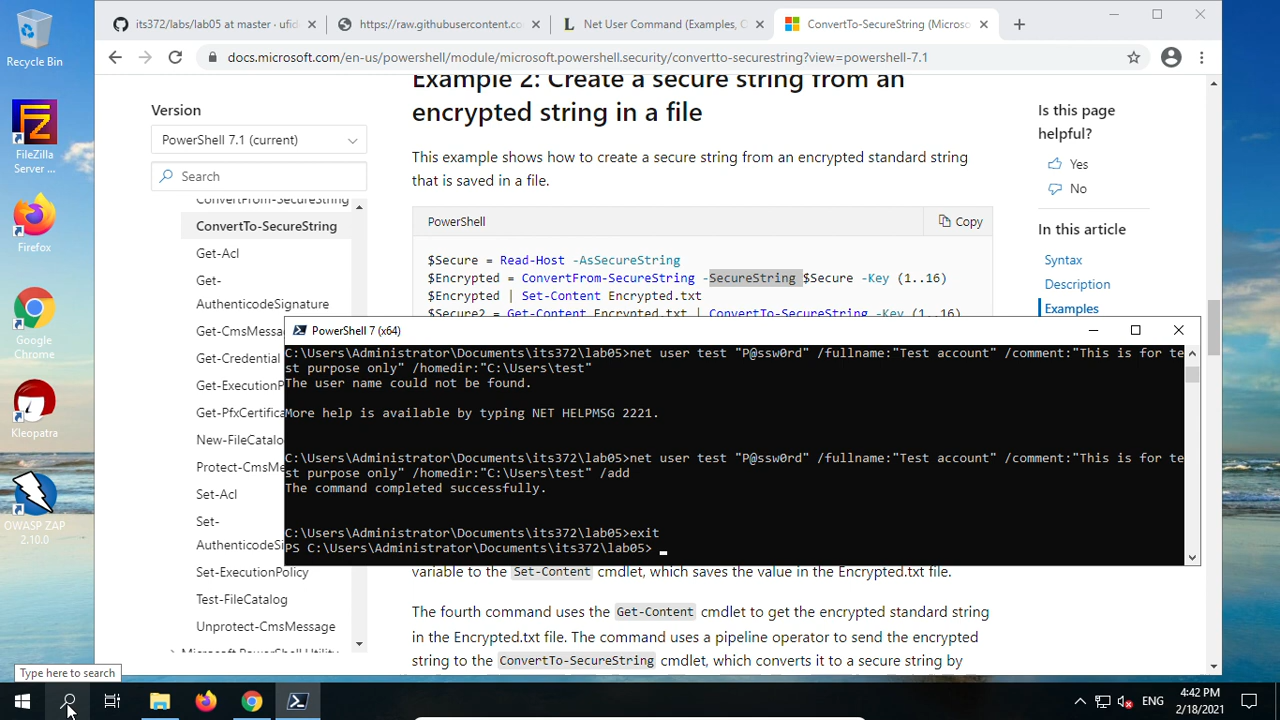 Recycle Bin
FileZilla
Server ...
Firefox
Google
Chrome
Kleopatra
OWASP ZAP
2.10.0
its372/labs/lab05 at master · ufid
https://raw.githubusercontent.co
Net User Command (Examples, C
ConvertTo-SecureString (Microso
docs.microsoft.com/en-us/powershell/module/microsoft.powershell.security/convertto-securestring?view=powershell-7.1
Version
PowerShell 7.1 (current)
Search
ConvertFrom-SecureString
ConvertTo-SecureString
Get-Acl
Get-
AuthenticodeSignature
Get-CmsMessa
Get-Credential
Get-ExecutionP
Get-PfxCertifica
New-FileCatalo
Protect-CmsMe
Set-Acl
Set-
AuthenticodeSi
Set-ExecutionPolicy
Test-FileCatalog
Unprotect-CmsMessage
Microsoft.PowerShell.Utility
Example 2: Create a secure string from an
encrypted string in a file
This example shows how to create a secure string from an encrypted standard string
that is saved in a file.
PowerShell
Copy
$Secure = Read-Host -AsSecureString
$Encrypted = ConvertFrom-SecureString -SecureString $Secure -Key (1..16)
$Encrypted | Set-Content Encrypted.txt
$Secure2 = Get-Content Encrypted.txt | ConvertTo-SecureString -Key (1..16)
Is this page
helpful?
Yes
No
In this article
Syntax
Description
Examples
PowerShell 7 (x64)
C:\Users\Administrator\Documents\its372\lab05>net user test "P@ssw0rd" /fullname:"Test account" /comment:"This is for te
st purpose only" /homedir:"C:\Users\test"
The user name could not be found.
More help is available by typing NET HELPMSG 2221.
C:\Users\Administrator\Documents\its372\lab05>net user test "P@ssw0rd" /fullname:"Test account" /comment:"This is for te
st purpose only" /homedir:"C:\Users\test" /add
The command completed successfully.
C:\Users\Administrator\Documents\its372\lab05>exit
PS C:\Users\Administrator\Documents\its372\lab05>
variable to the Set-Content cmdlet, which saves the value in the Encrypted.txt file.
The fourth command uses the Get-Content cmdlet to get the encrypted standard string
in the Encrypted.txt file. The command uses a pipeline operator to send the encrypted
string to the ConvertTo-SecureString cmdlet, which converts it to a secure string by
Type here to search
ENG
4:42 PM
2/18/2021